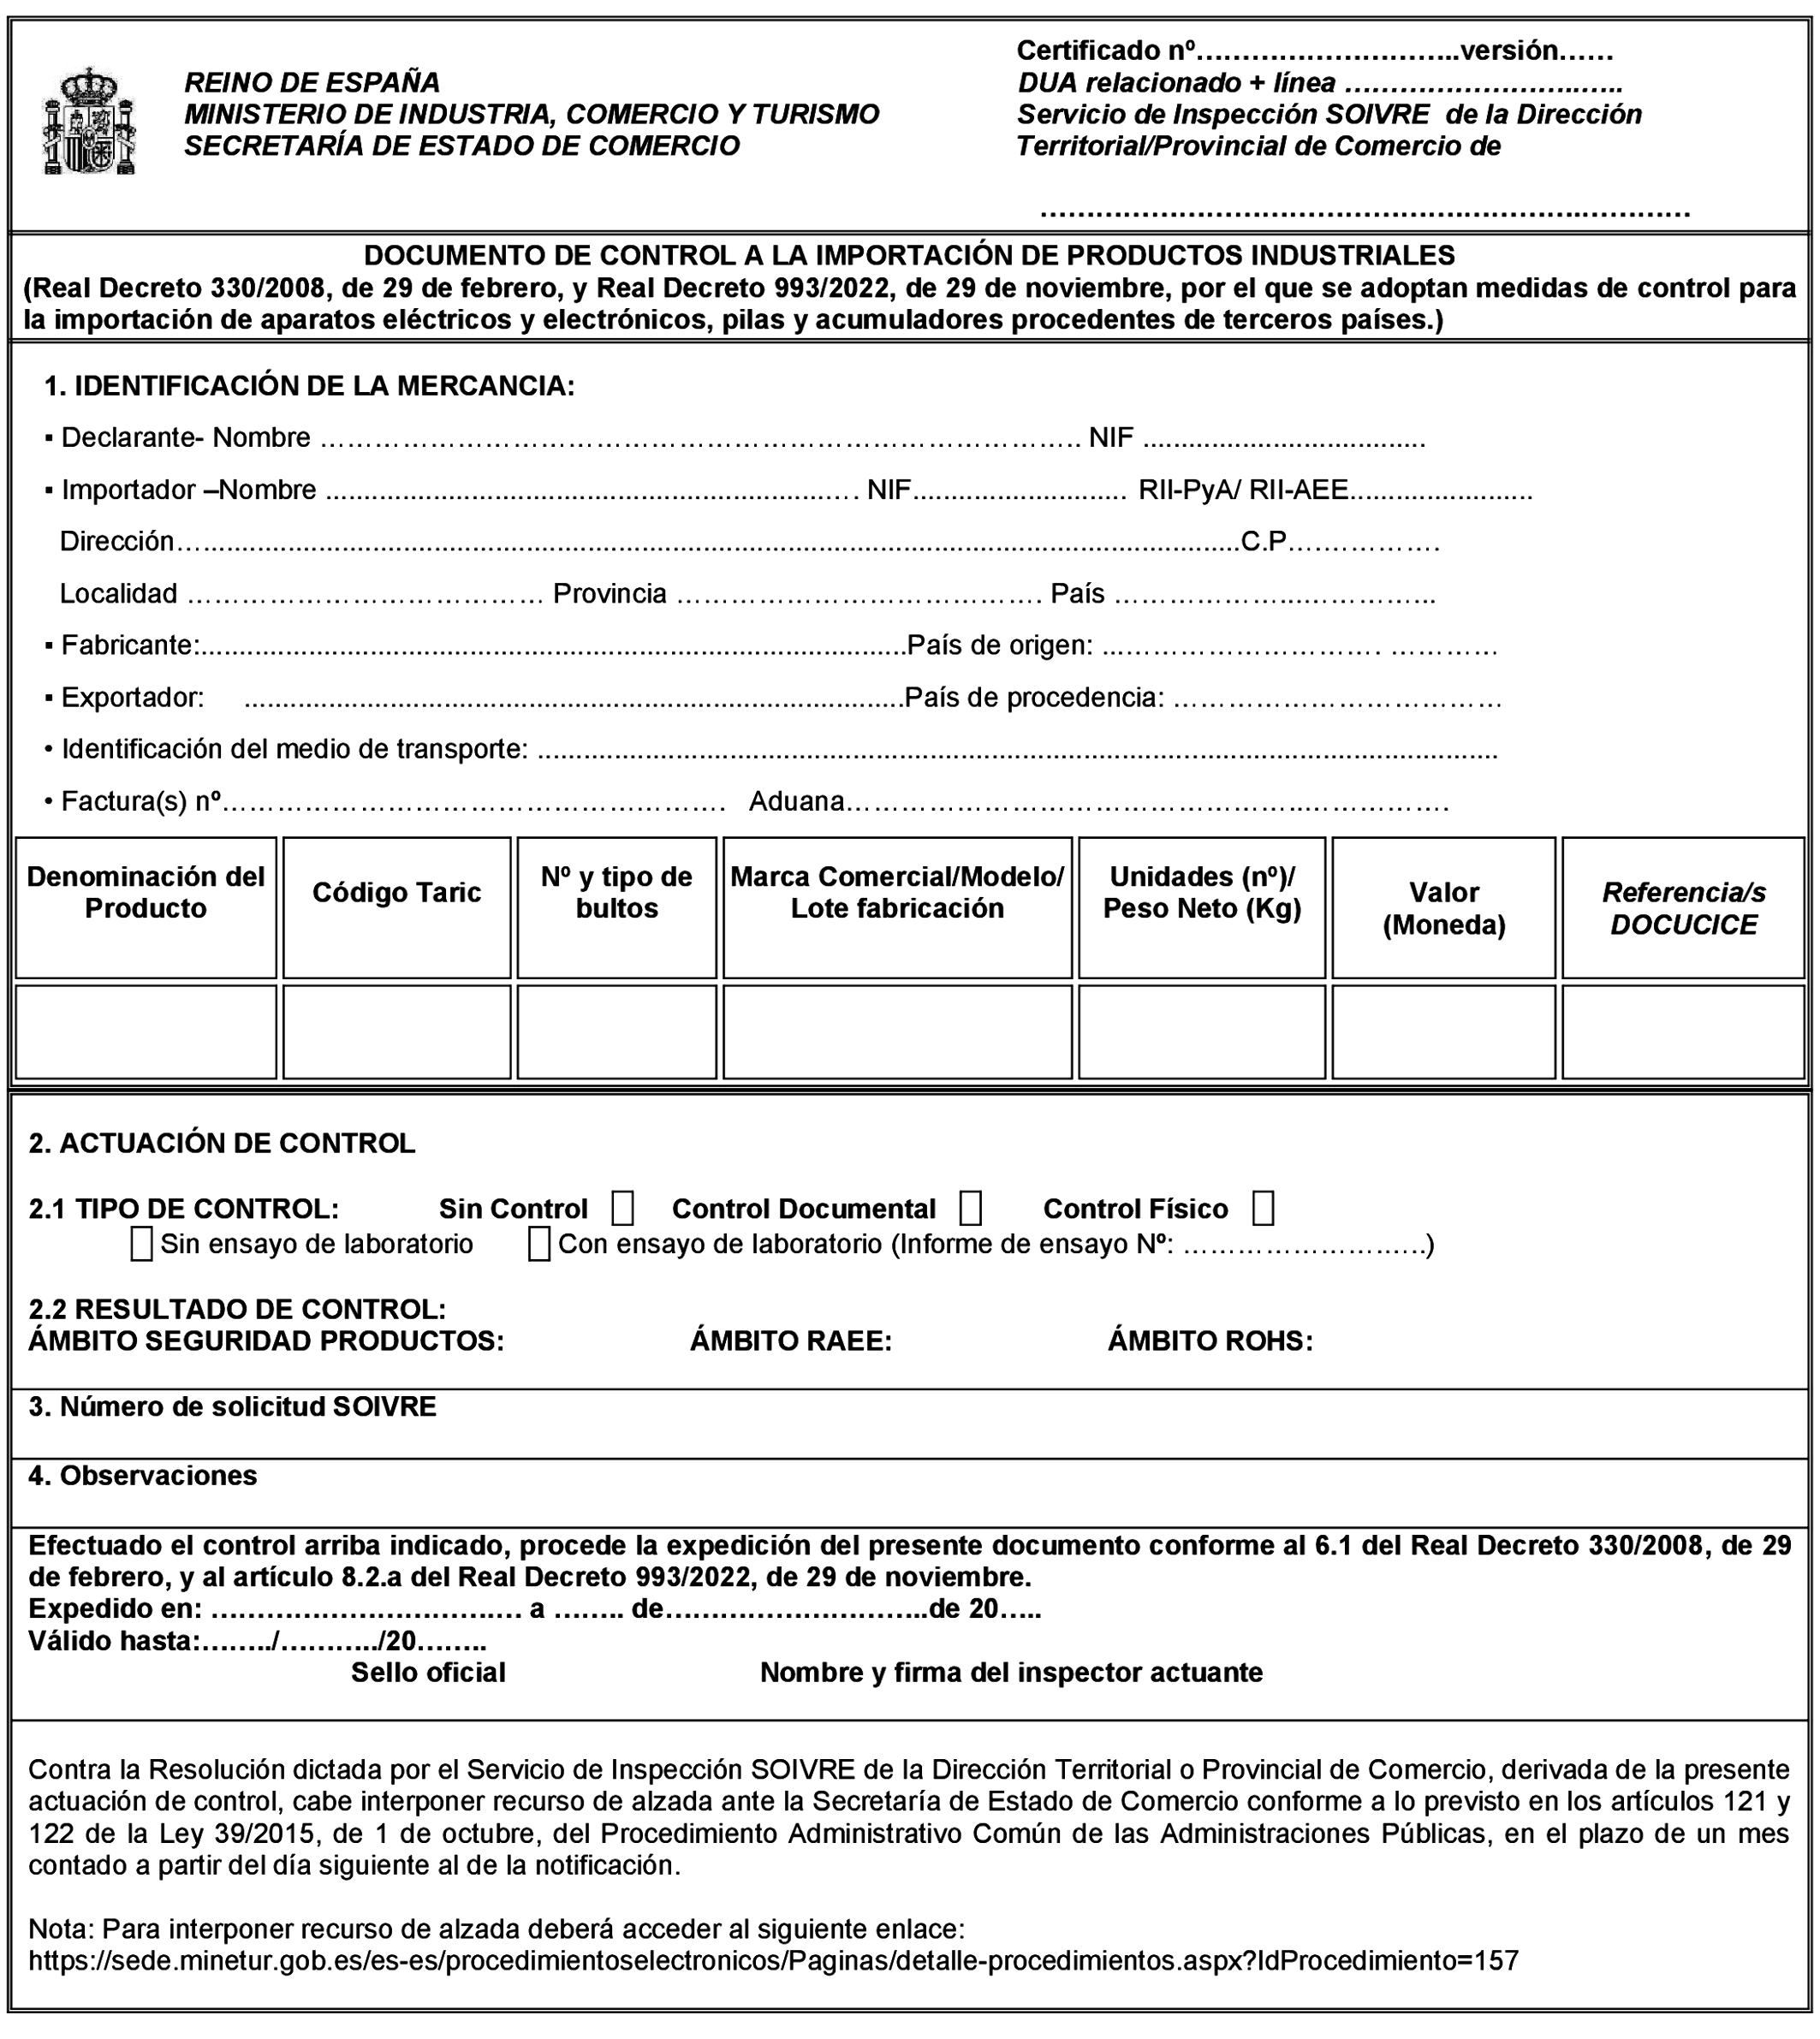 REINO DE ESPAÑA
MINISTERIO DE INDUSTRIA, COMERCIO Y TURISMO
SECRETARÍA DE ESTADO DE COMERCIO
Certificado nº………………………..versión……
DUA relacionado + línea …………………….…..
Servicio de Inspección SOIVRE de la Dirección
Territorial/Provincial de Comercio de
……………………………………………………………
DOCUMENTO DE CONTROL A LA IMPORTACIÓN DE PRODUCTOS INDUSTRIALES
(Real Decreto 330/2008, de 29 de febrero, y Real Decreto 993/2022, de 29 de noviembre, por el que se adoptan medidas de control para
la importación de aparatos eléctricos y electrónicos, pilas y acumuladores procedentes de terceros países.)
1. IDENTIFICACIÓN DE LA MERCANCIA:
▪ Declarante- Nombre ……………………………………………………………………….. NIF .....................................
▪ Importador –Nombre ..................................................................…. NIF............................ RII-PyA/ RII-AEE........................
Dirección….......................................................................................................................................C.P…..………….
Localidad ………………………………… Provincia …………………………………. País ………………...…………...
▪ Fabricante:............................................................................................País de origen: ...………………………. …………
▪ Exportador: ......................................................................................País de procedencia: ………………………………
• Identificación del medio de transporte: .............................................................................................................................
• Factura(s) nº………………………………………………. Aduana…………………………………………..…………….
Denominación del
Producto
Código Taric
Nº y tipo de
bultos
Marca Comercial/Modelo/
Lote fabricación
Unidades (nº)/
Peso Neto (Kg)
Valor
(Moneda)
Referencia/s
DOCUCICE
2. ACTUACIÓN DE CONTROL
2.1 TIPO DE CONTROL: Sin Control ☐ Control Documental ☐ Control Físico ☐
☐ Sin ensayo de laboratorio ☐ Con ensayo de laboratorio (Informe de ensayo Nº: ……………………..…)
2.2 RESULTADO DE CONTROL:
ÁMBITO SEGURIDAD PRODUCTOS: ÁMBITO RAEE: ÁMBITO ROHS:
3. Número de solicitud SOIVRE
4. Observaciones
Efectuado el control arriba indicado, procede la expedición del presente documento conforme al 6.1 del Real Decreto 330/2008, de 29
de febrero, y al artículo 8.2.a del Real Decreto 993/2022, de 29 de noviembre.
Expedido en: ……………………………. a …….. de………………………..de 20…..
Válido hasta:……../………../20……..
Sello oficial Nombre y firma del inspector actuante
Contra la Resolución dictada por el Servicio de Inspección SOIVRE de la Dirección Territorial o Provincial de Comercio, derivada de la presente
actuación de control, cabe interponer recurso de alzada ante la Secretaría de Estado de Comercio conforme a lo previsto en los artículos 121 y
122 de la Ley 39/2015, de 1 de octubre, del Procedimiento Administrativo Común de las Administraciones Públicas, en el plazo de un mes
contado a partir del día siguiente al de la notificación.
Nota: Para interponer recurso de alzada deberá acceder al siguiente enlace:
https://sede.minetur.gob.es/es-es/procedimientoselectronicos/Paginas/detalle-procedimientos.aspx?IdProcedimiento=157